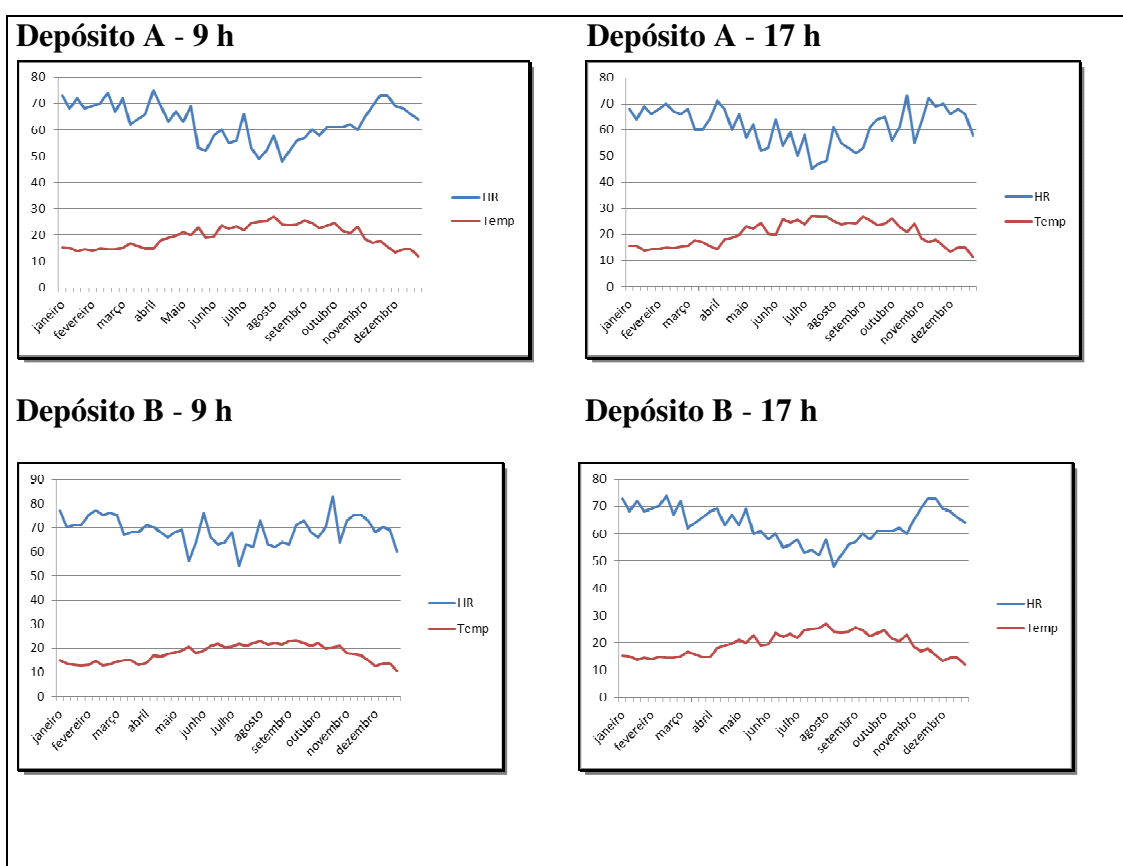 Depósito A - 9 h
80
70
60
50
40
30
20
10
0
janeiro
fevereiro
março
abril
Maio
junho
julho
agosto
setembro
outubro
novembro
dezembro
HR
Temp
Depósito A - 17 h
80
70
60
50
40
30
20
10
0
janeiro
fevereiro
março
abril
maio
junho
julho
agosto
setembro
outubro
novembro
dezembro
HR
Temp
Depósito B - 9 h
90
80
70
60
50
40
30
20
10
0
janeiro
fevereiro
março
abril
maio
junho
julho
agosto
setembro
outubro
novembro
dezembro
HR
Temp
Depósito B - 17 h
80
70
60
50
40
30
20
10
0
janeiro
fevereiro
março
abril
maio
junho
julho
agosto
setembro
outubro
novembro
dezembro
HR
Temp